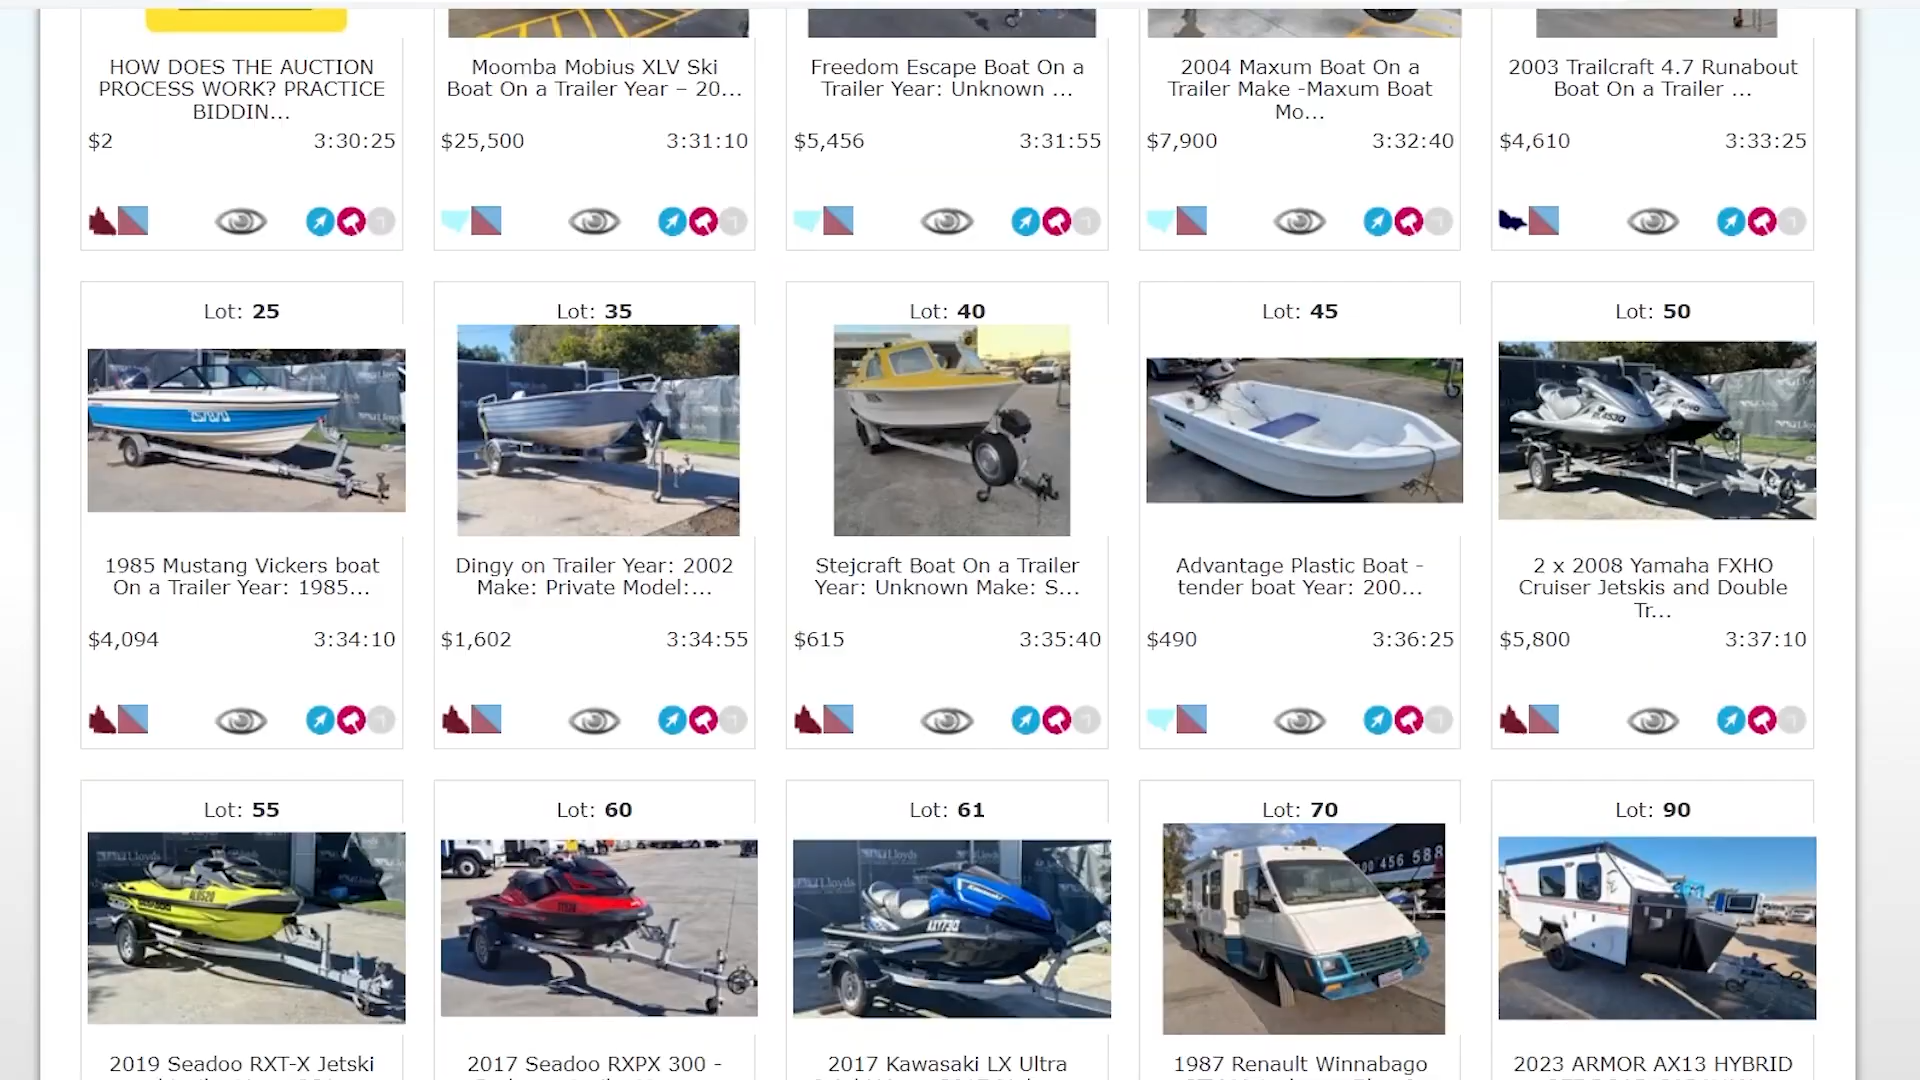 HOW DOES THE AUCTION
PROCESS WORK? PRACTICE
BIDDIN...
$2 3:30:25
Moomba Mobius XLV Ski
Boat On a Trailer Year – 20...
$25,500 3:31:10
Freedom Escape Boat On a
Trailer Year: Unknown ...
$5,456 3:31:55
2004 Maxum Boat On a
Trailer Make -Maxum Boat
Mo...
$7,900 3:32:40
2003 Trailcraft 4.7 Runabout
Boat On a Trailer ...
$4,610 3:33:25
Lot: 25
1985 Mustang Vickers boat
On a Trailer Year: 1985...
$4,094 3:34:10
Lot: 35
Dingy on Trailer Year: 2002
Make: Private Model:...
$1,602 3:34:55
Lot: 40
Stejcraft Boat On a Trailer
Year: Unknown Make: S...
$615 3:35:40
Lot: 45
Advantage Plastic Boat -
tender boat Year: 200...
$490 3:36:25
Lot: 50
2 x 2008 Yamaha FXHO
Cruiser Jetskis and Double
Tr...
$5,800 3:37:10
Lot: 55
2019 Seadoo RXT-X Jetski
Lot: 60
2017 Seadoo RXPX 300 -
Lot: 61
2017 Kawasaki LX Ultra
Lot: 70
1987 Renault Winnabago
Lot: 90
2023 ARMOR AX13 HYBRID